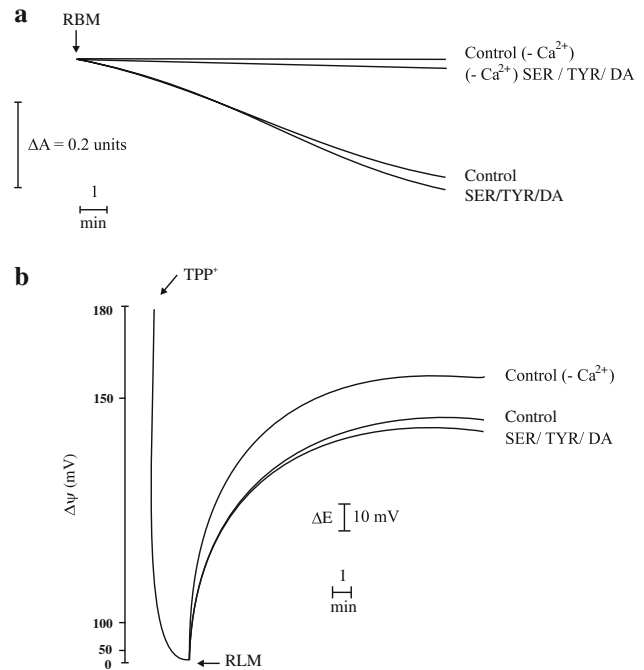 a
RBM
Control (- Ca²⁺)
(- Ca²⁺) SER / TYR/ DA
ΔA = 0.2 units
1
min
Control
SER/TYR/DA
b
TPP⁺
180
150
Δψ (mV)
100
50
0
Control (- Ca²⁺)
Control
SER/ TYR/ DA
ΔE 10 mV
1
min
RLM